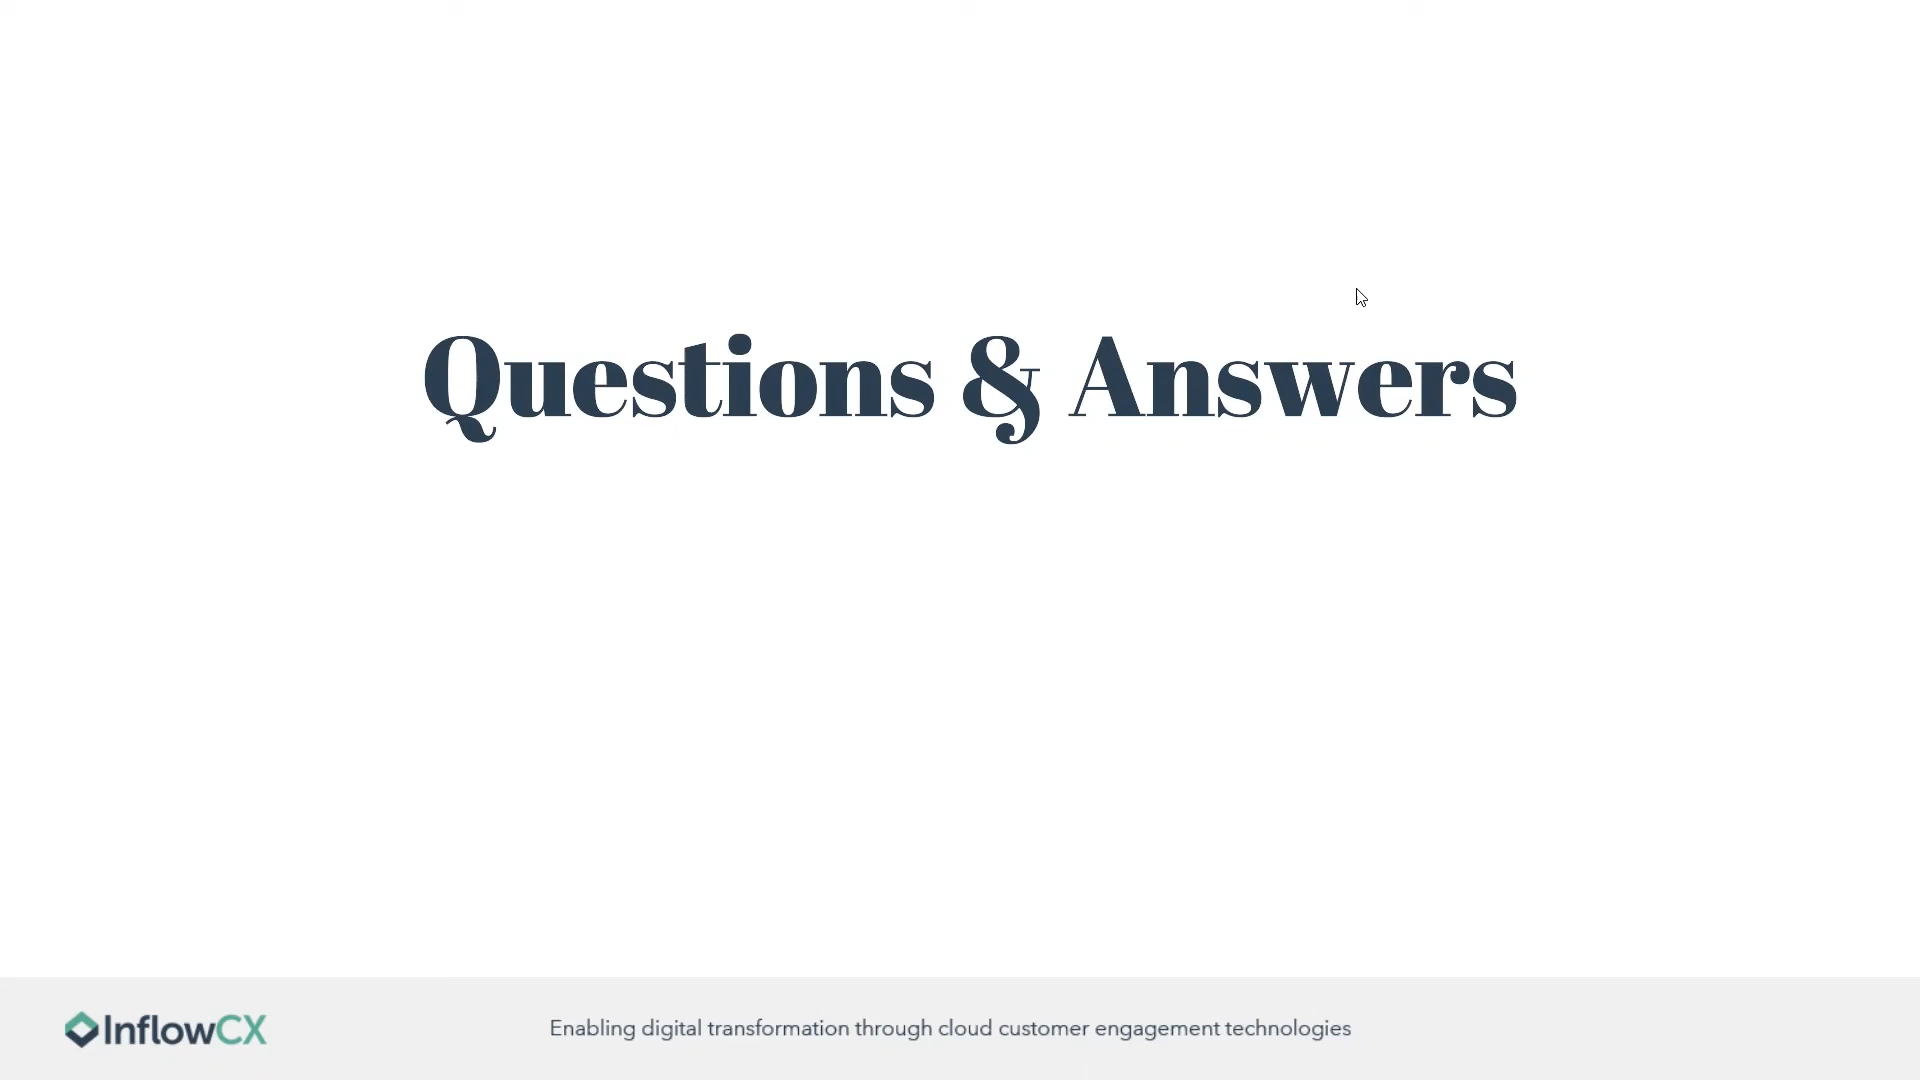 Questions & Answers
InflowCX
Enabling digital transformation through cloud customer engagement technologies